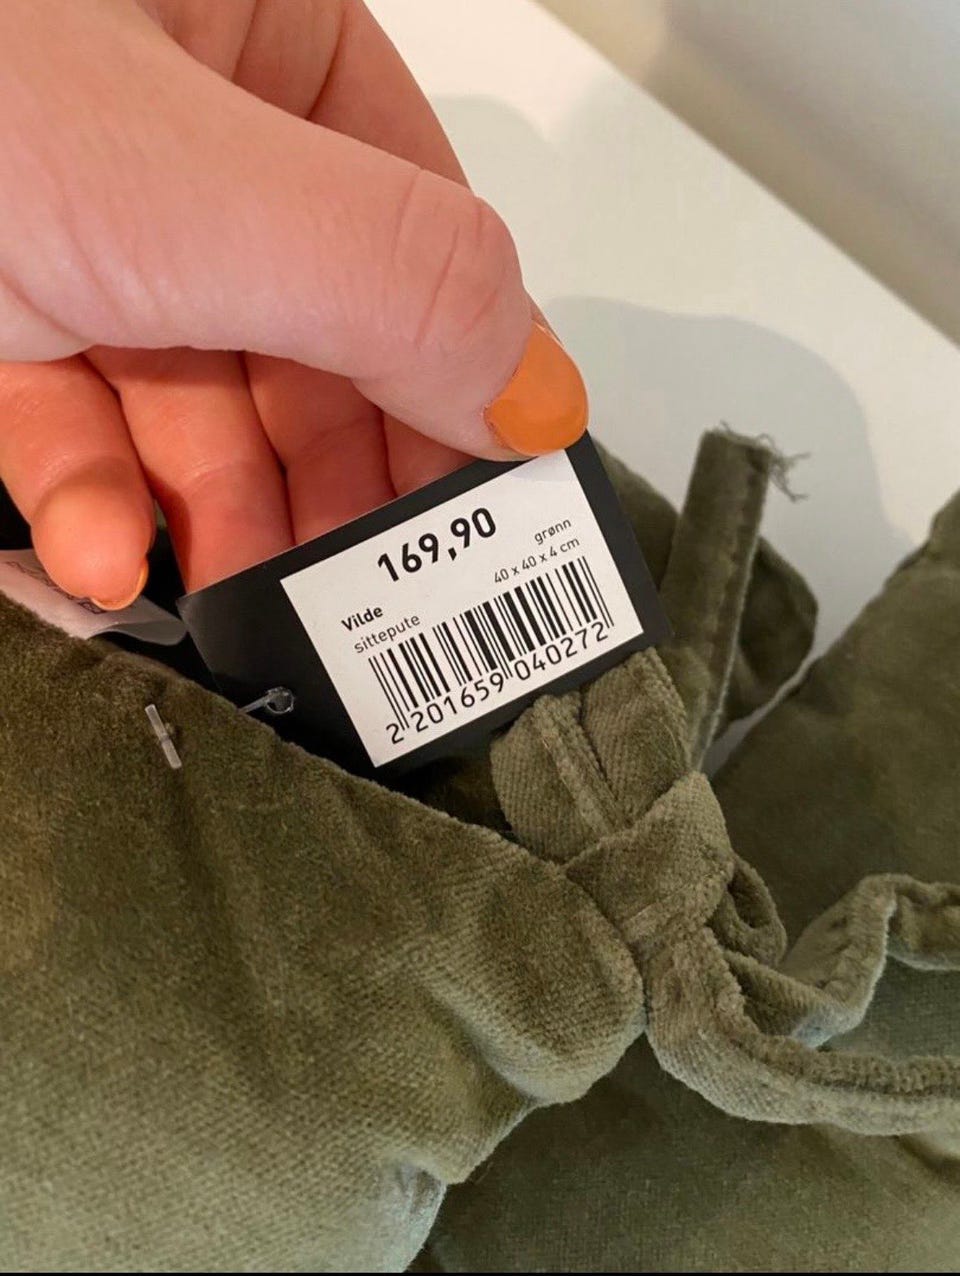 169,90
grønn
40 x 40 x 4 cm
Vilde
sittepute
2 201659 040272